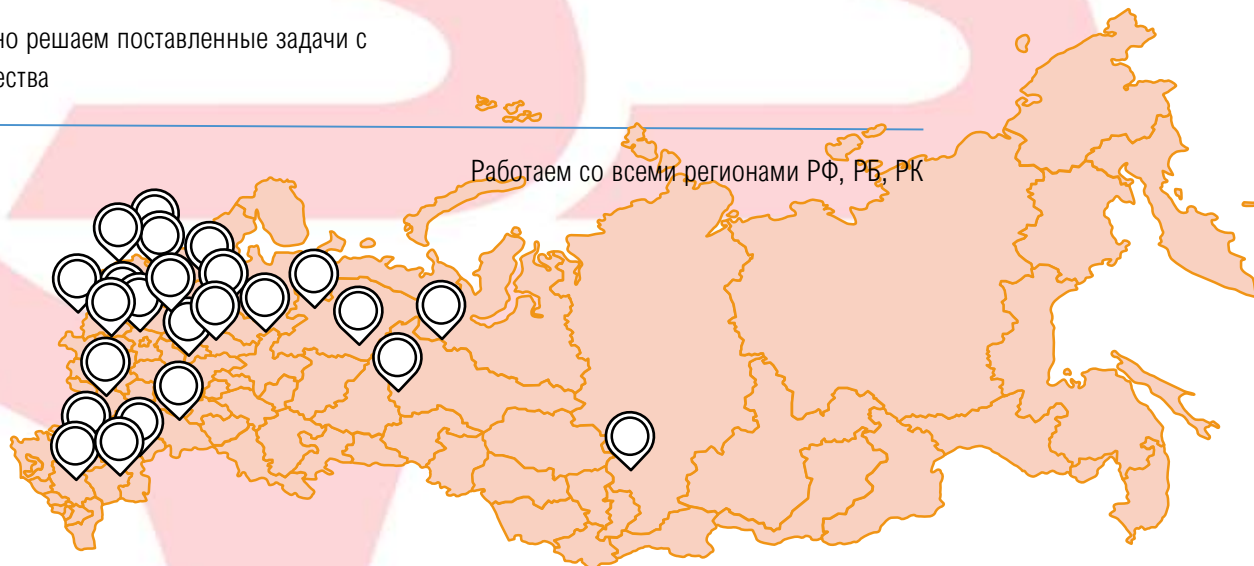 но решаем поставленные задачи с
ества
Работаем со всеми регионами РФ, РБ, РК